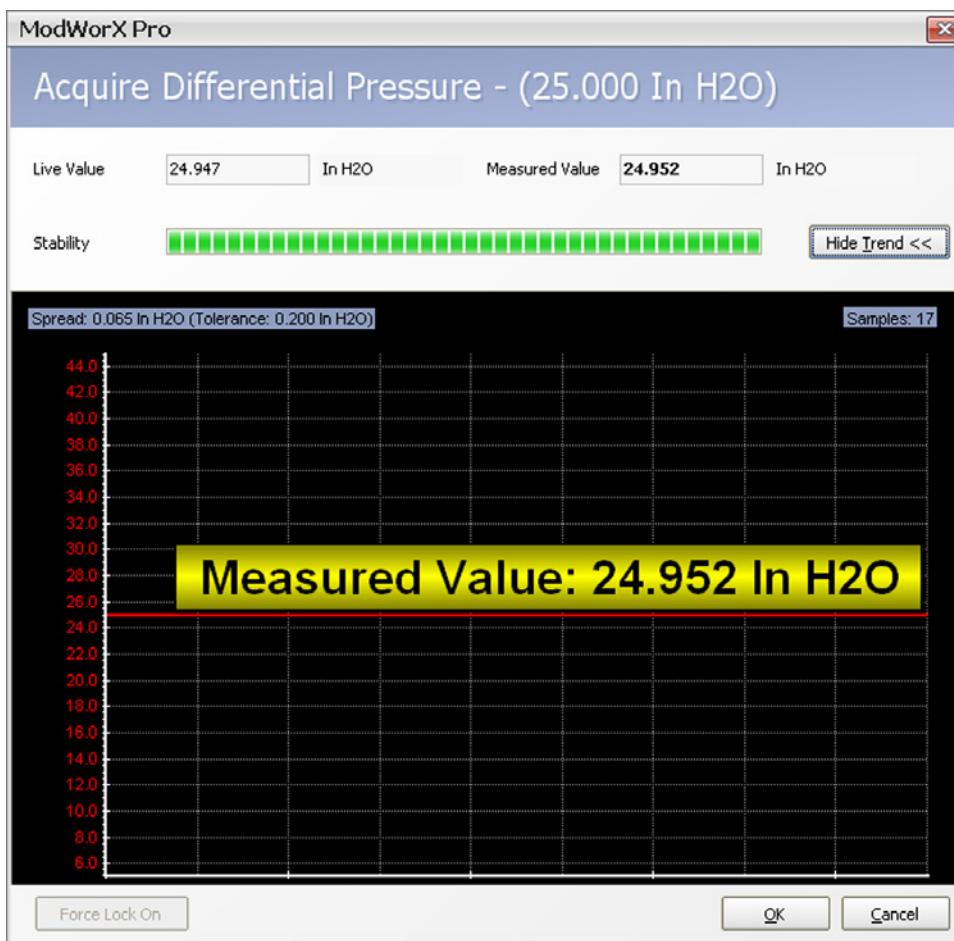 ModWorX Pro
Acquire Differential Pressure - (25.000 In H2O)
Live Value 24.947 In H2O Measured Value 24.952 In H2O
Stability Hide Trend <<
Spread: 0.065 In H2O (Tolerance: 0.200 In H2O) Samples: 17
44.0
42.0
40.0
38.0
36.0
34.0
32.0
30.0
28.0
Measured Value: 24.952 In H2O
26.0
24.0
22.0
20.0
18.0
16.0
14.0
12.0
10.0
8.0
6.0
Force Lock On OK Cancel